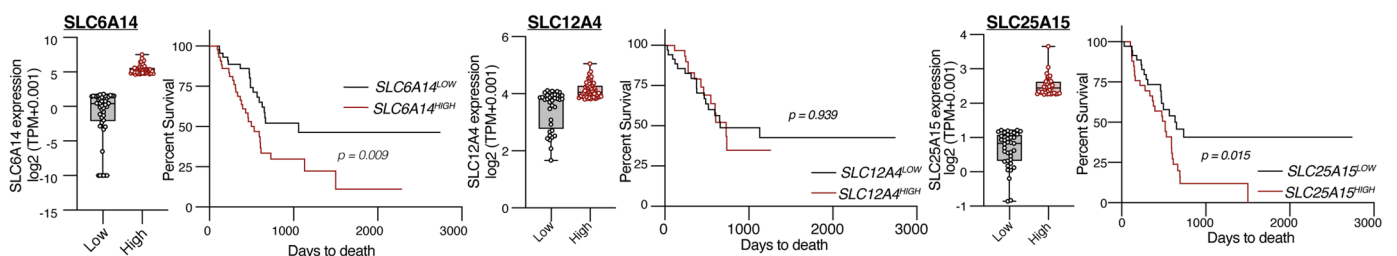 SLC6A14
SLC6A14 expression
log2 (TPM+0.001)
10
5
0
-5
-10
-15
Low
High
Percent Survival
100
75
50
25
0
0
1000
2000
3000
Days to death
SLC6A14LOW
SLC6A14HIGH
p = 0.009
SLC12A4
SLC12A4 expression
log2 (TPM+0.001)
6
4
2
0
Low
High
Percent Survival
100
75
50
25
0
0
1000
2000
3000
Days to death
p = 0.939
SLC12A4LOW
SLC12A4HIGH
SLC25A15
SLC25A15 expression
log2 (TPM+0.001)
4
3
2
1
0
-1
Low
High
Percent Survival
100
75
50
25
0
0
1000
2000
3000
Days to death
p = 0.015
SLC25A15LOW
SLC25A15HIGH